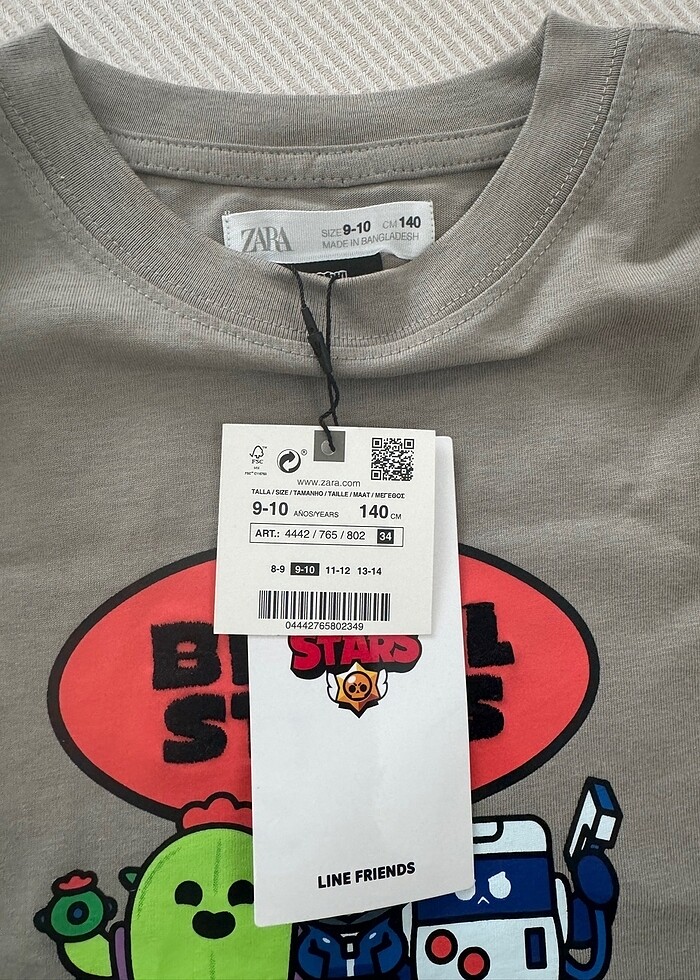 ZARA
SIZE 9-10 CM 140
MADE IN BANGLADESH
FSC
www.zara.com
TALLA / SIZE / TAMANHO / TAILLE / MAAT / ΜΕΓΕΘΟΣ
9-10 AÑOS/YEARS 140 CM
ART.: 4442 / 765 / 802 34
8-9 9-10 11-12 13-14
04442765802349
STARS
LINE FRIENDS